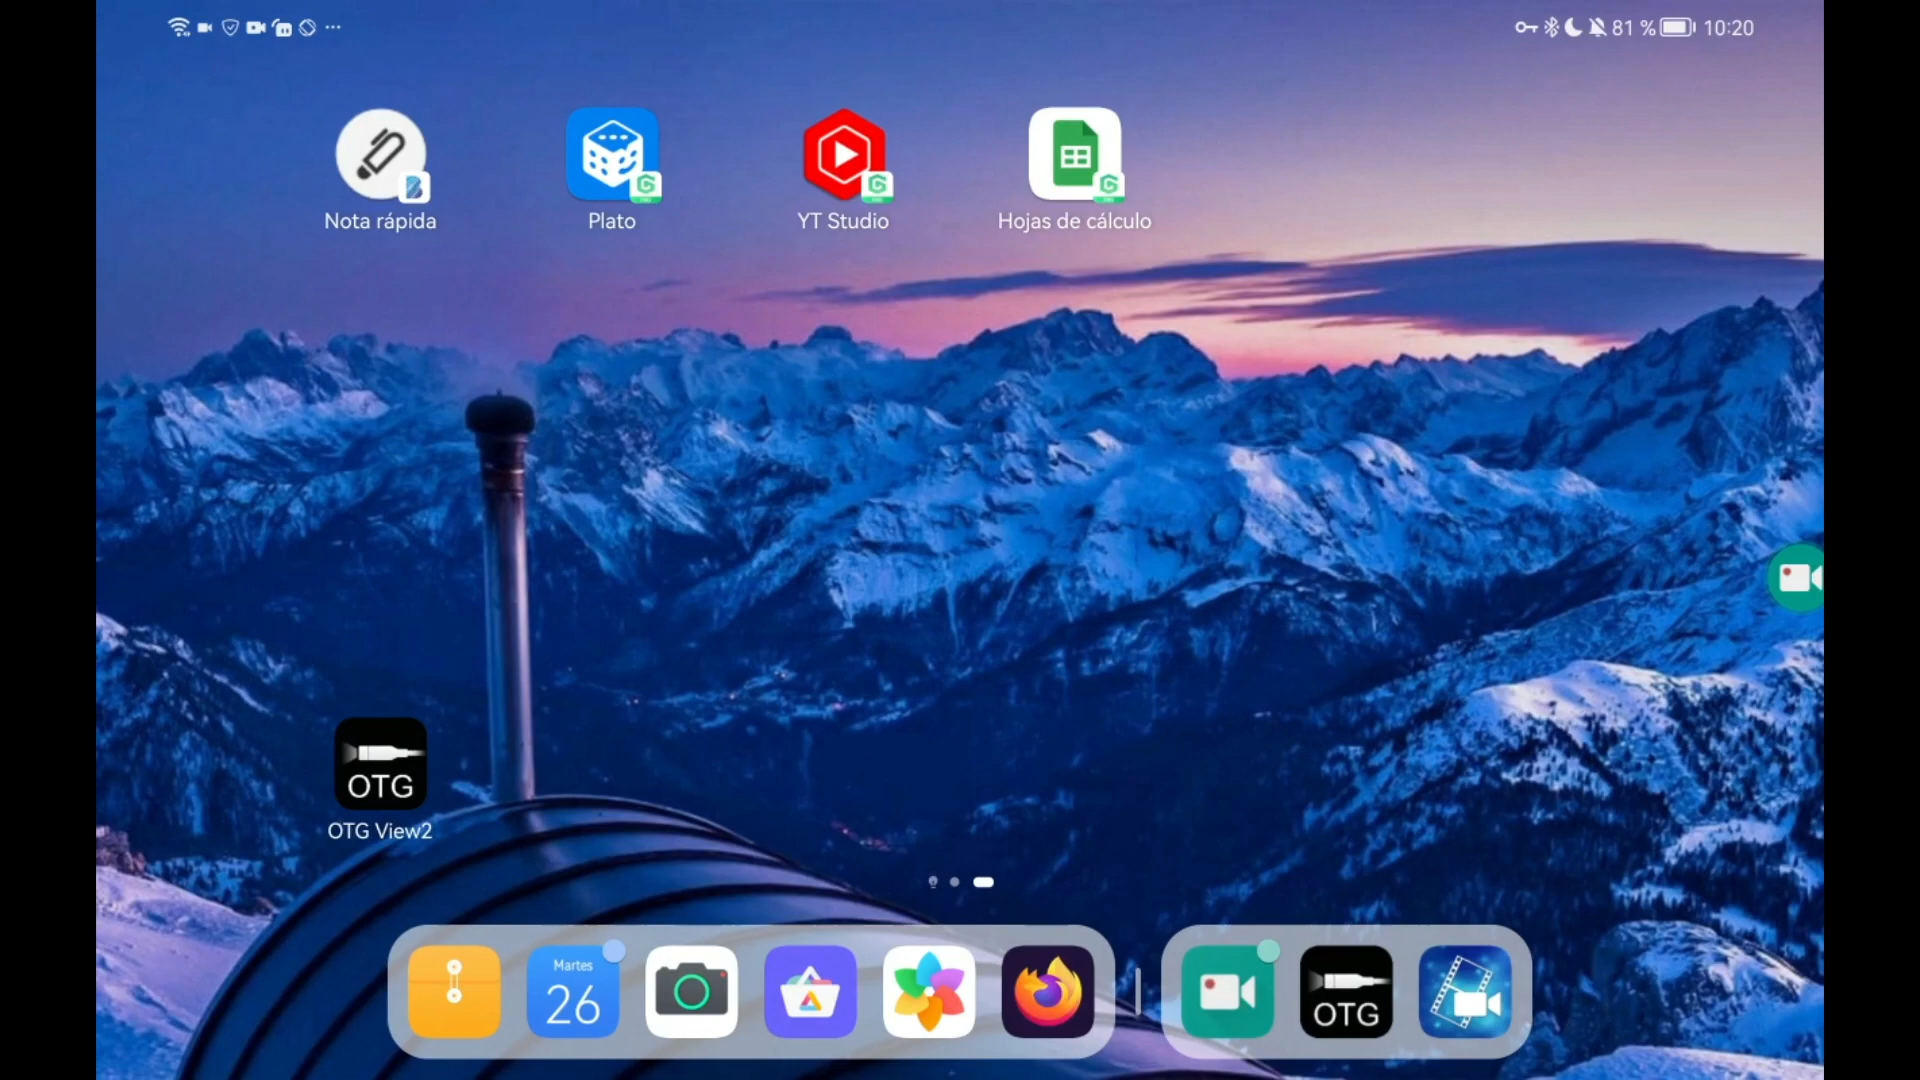 81 % 10:20
Nota rápida
Plato
YT Studio
Hojas de cálculo
OTG
OTG View2
Martes
26
OTG